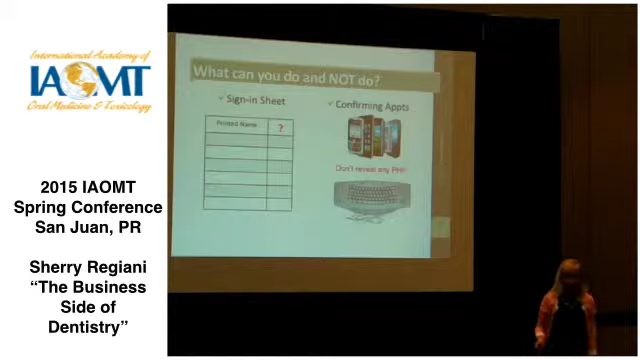 International Academy of
IAOMT
Oral Medicine & Toxicology
2015 IAOMT
Spring Conference
San Juan, PR
Sherry Regiani
“The Business
Side of
Dentistry”
What can you do and NOT do?
✓ Sign-in Sheet
Printed Name
?
✓ Confirming Appts
Don't reveal any PHI!